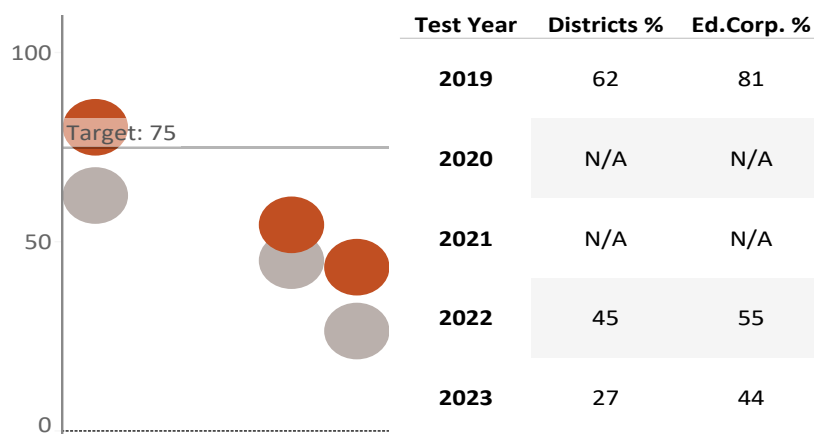 100
Target: 75
50
0
Test Year Districts % Ed.Corp. %
2019 62 81
2020 N/A N/A
2021 N/A N/A
2022 45 55
2023 27 44